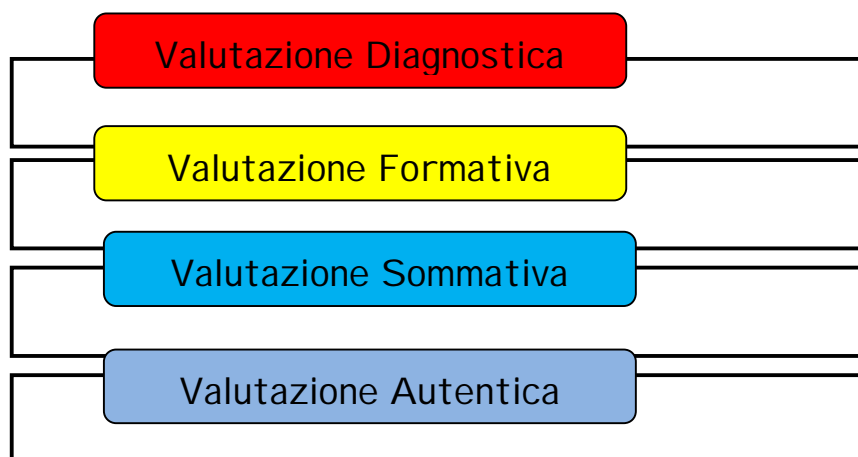 Valutazione Diagnostica
Valutazione Formativa
Valutazione Sommativa
Valutazione Autentica